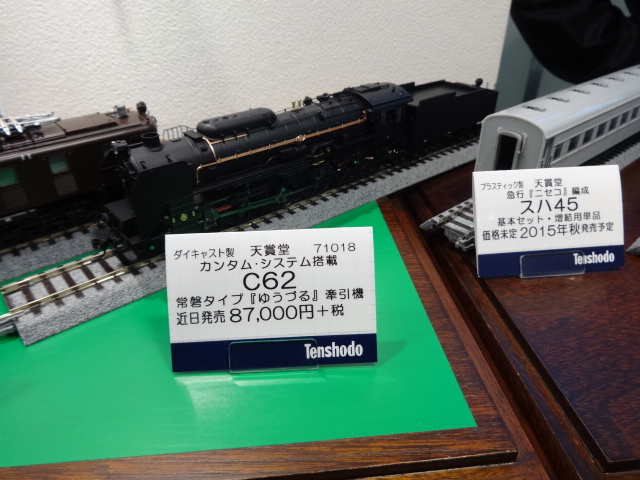 ダイキャスト製 天賞堂 71018
カンタム・システム搭載
C62
常磐タイプ『ゆうづる』牽引機
近日発売 87,000円+税
Tenshodo
プラスティック製 天賞堂
急行『ニセコ』編成
スハ45
基本セット・増結用単品
価格未定 2015年秋発売予定
Tenshodo